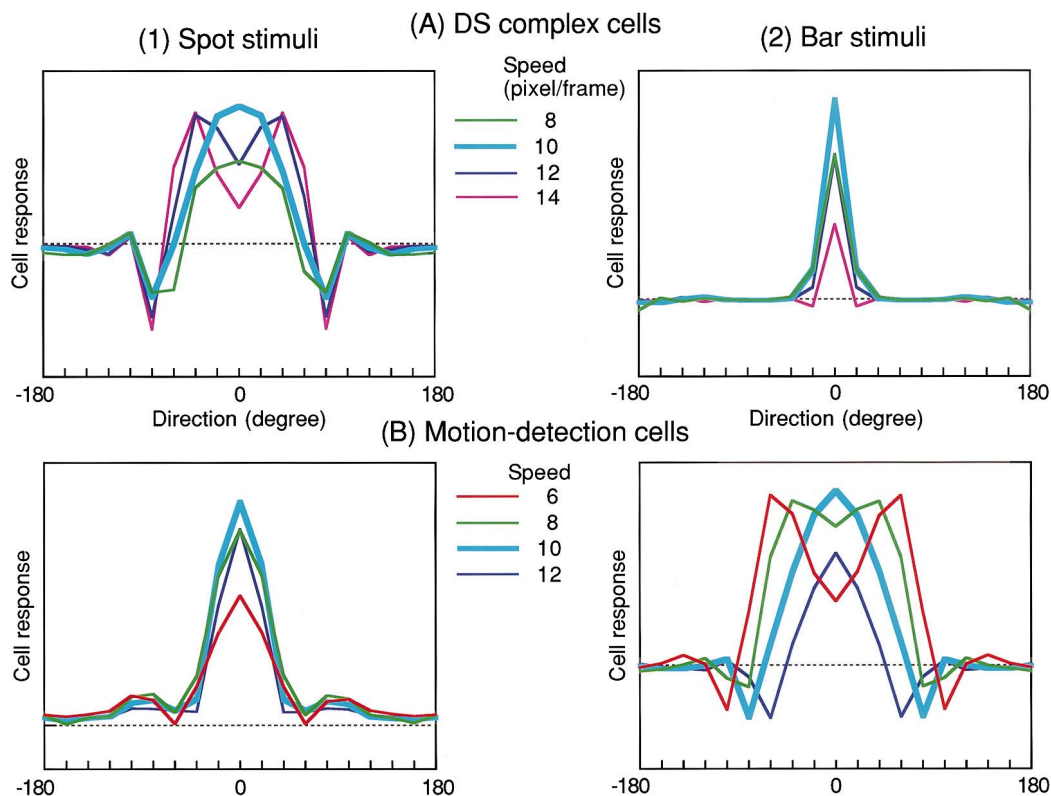 (A) DS complex cells
(1) Spot stimuli
(2) Bar stimuli
Speed
(pixel/frame)
8
10
12
14
Cell response
-180
0
180
Direction (degree)
Cell response
-180
0
180
Direction (degree)
(B) Motion-detection cells
Speed
6
8
10
12
Cell response
-180
0
180
Cell response
-180
0
180